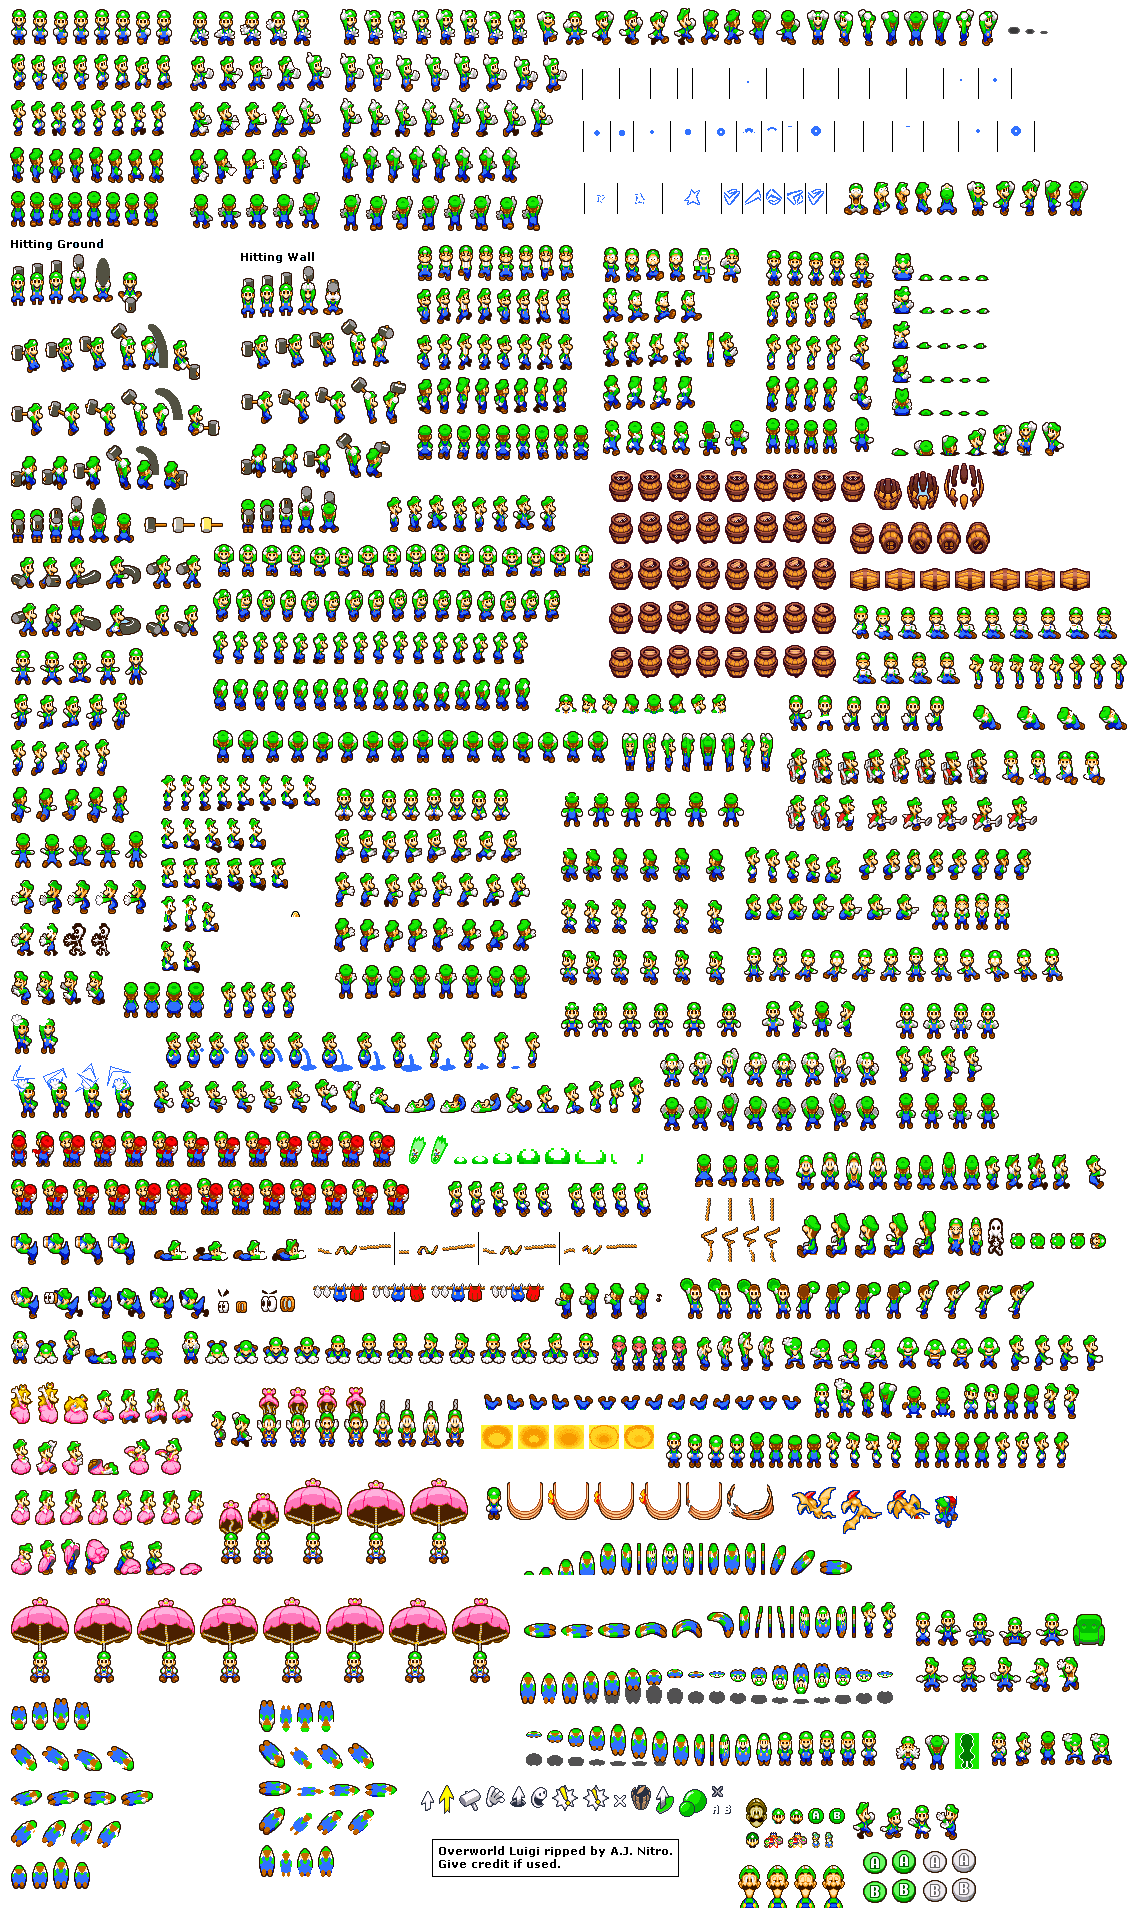 Hitting Ground
Hitting Wall
A B
Overworld Luigi ripped by A.J. Nitro.
Give credit if used.
A B
A A A A
B B B B